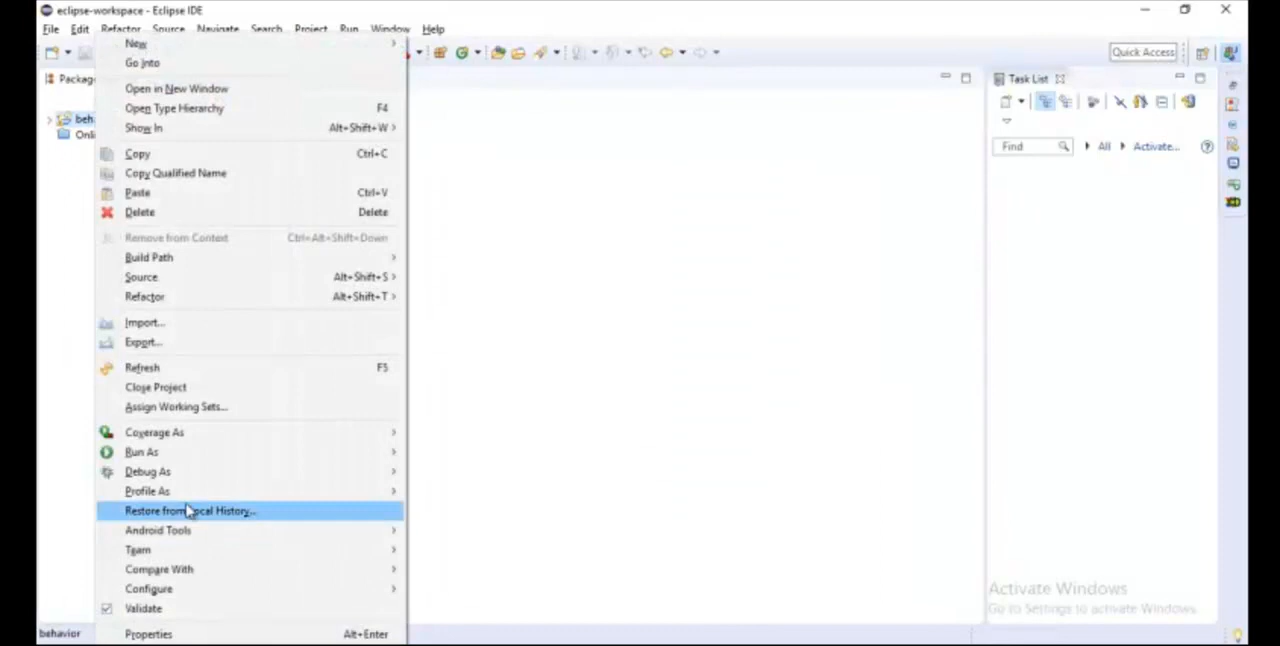 eclipse-workspace - Eclipse IDE
File Edit Refactor Source Navigate Search Project Run Window Help
Quick Access
Packag
beh
Onli
New
Go Into
Open in New Window
Open Type Hierarchy F4
Show In Alt+Shift+W
Copy Ctrl+C
Copy Qualified Name
Paste Ctrl+V
Delete Delete
Remove from Context Ctrl+Alt+Shift+Down
Build Path
Source Alt+Shift+S
Refactor Alt+Shift+T
Import...
Export...
Refresh F5
Close Project
Assign Working Sets...
Coverage As
Run As
Debug As
Profile As
Restore from ocal History...
Android Tools
Team
Compare With
Configure
Validate
Properties Alt+Enter
Task List
Find All Activate...
Activate Windows
Go to Settings to activate Windows.
behavior